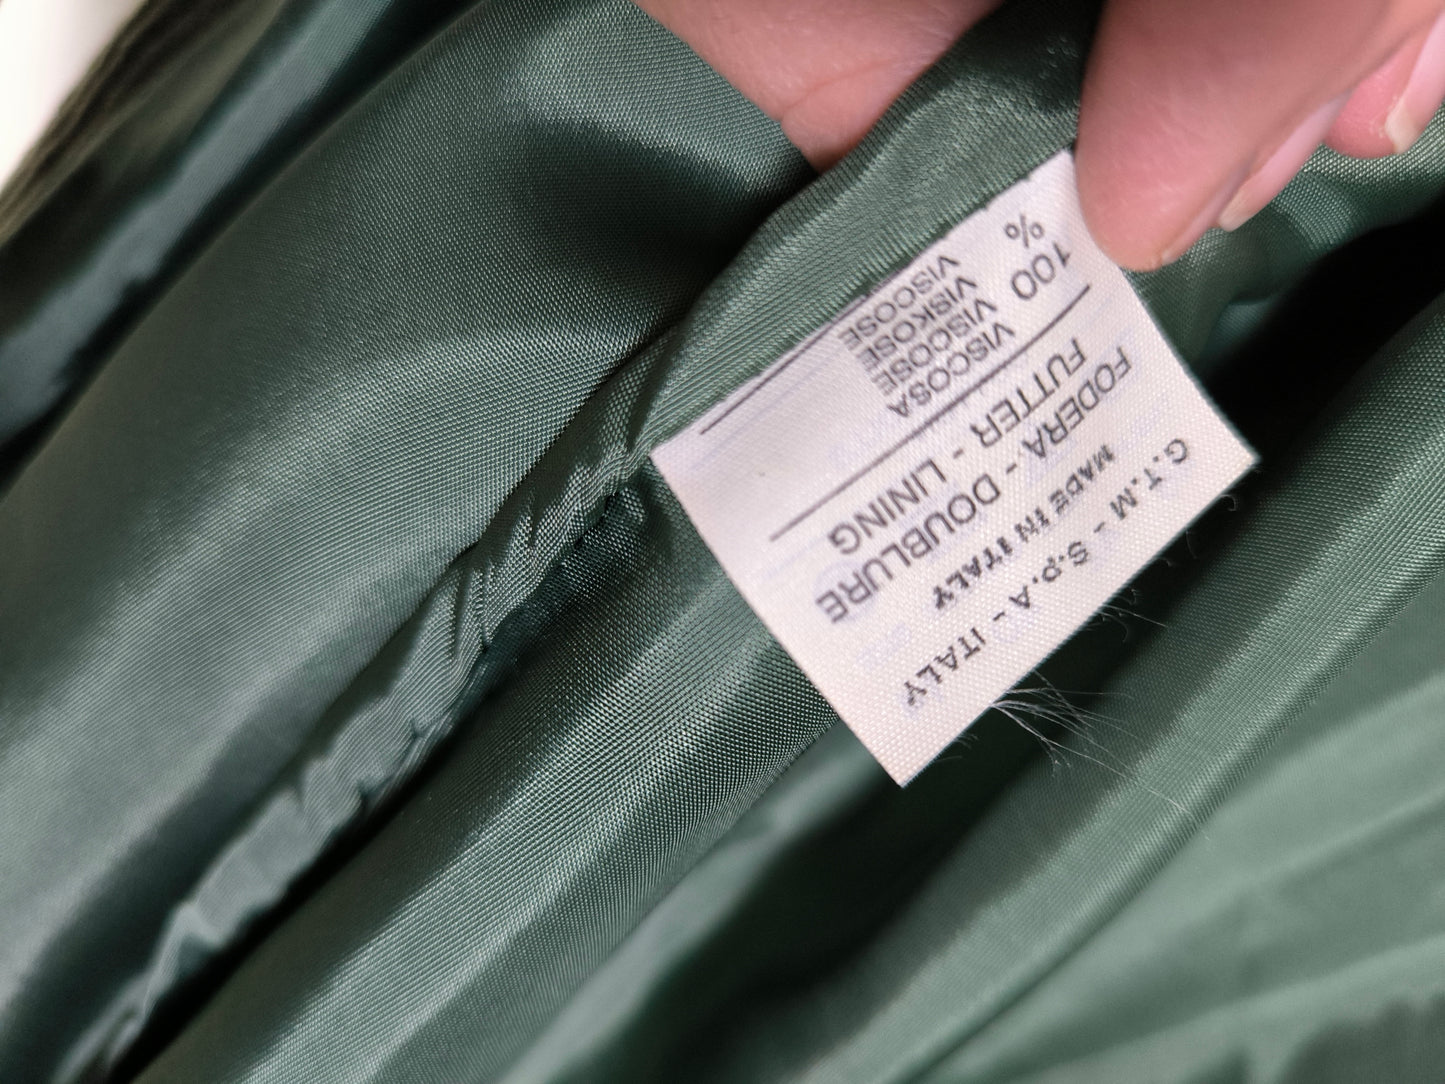 G.T.M - S.P.A - ITALY
MADE IN ITALY
FODERA - DOUBLURE
FUTTER - LINING
100 VISCOSA
VISCOSE
% VISKOSE
VISCOSE